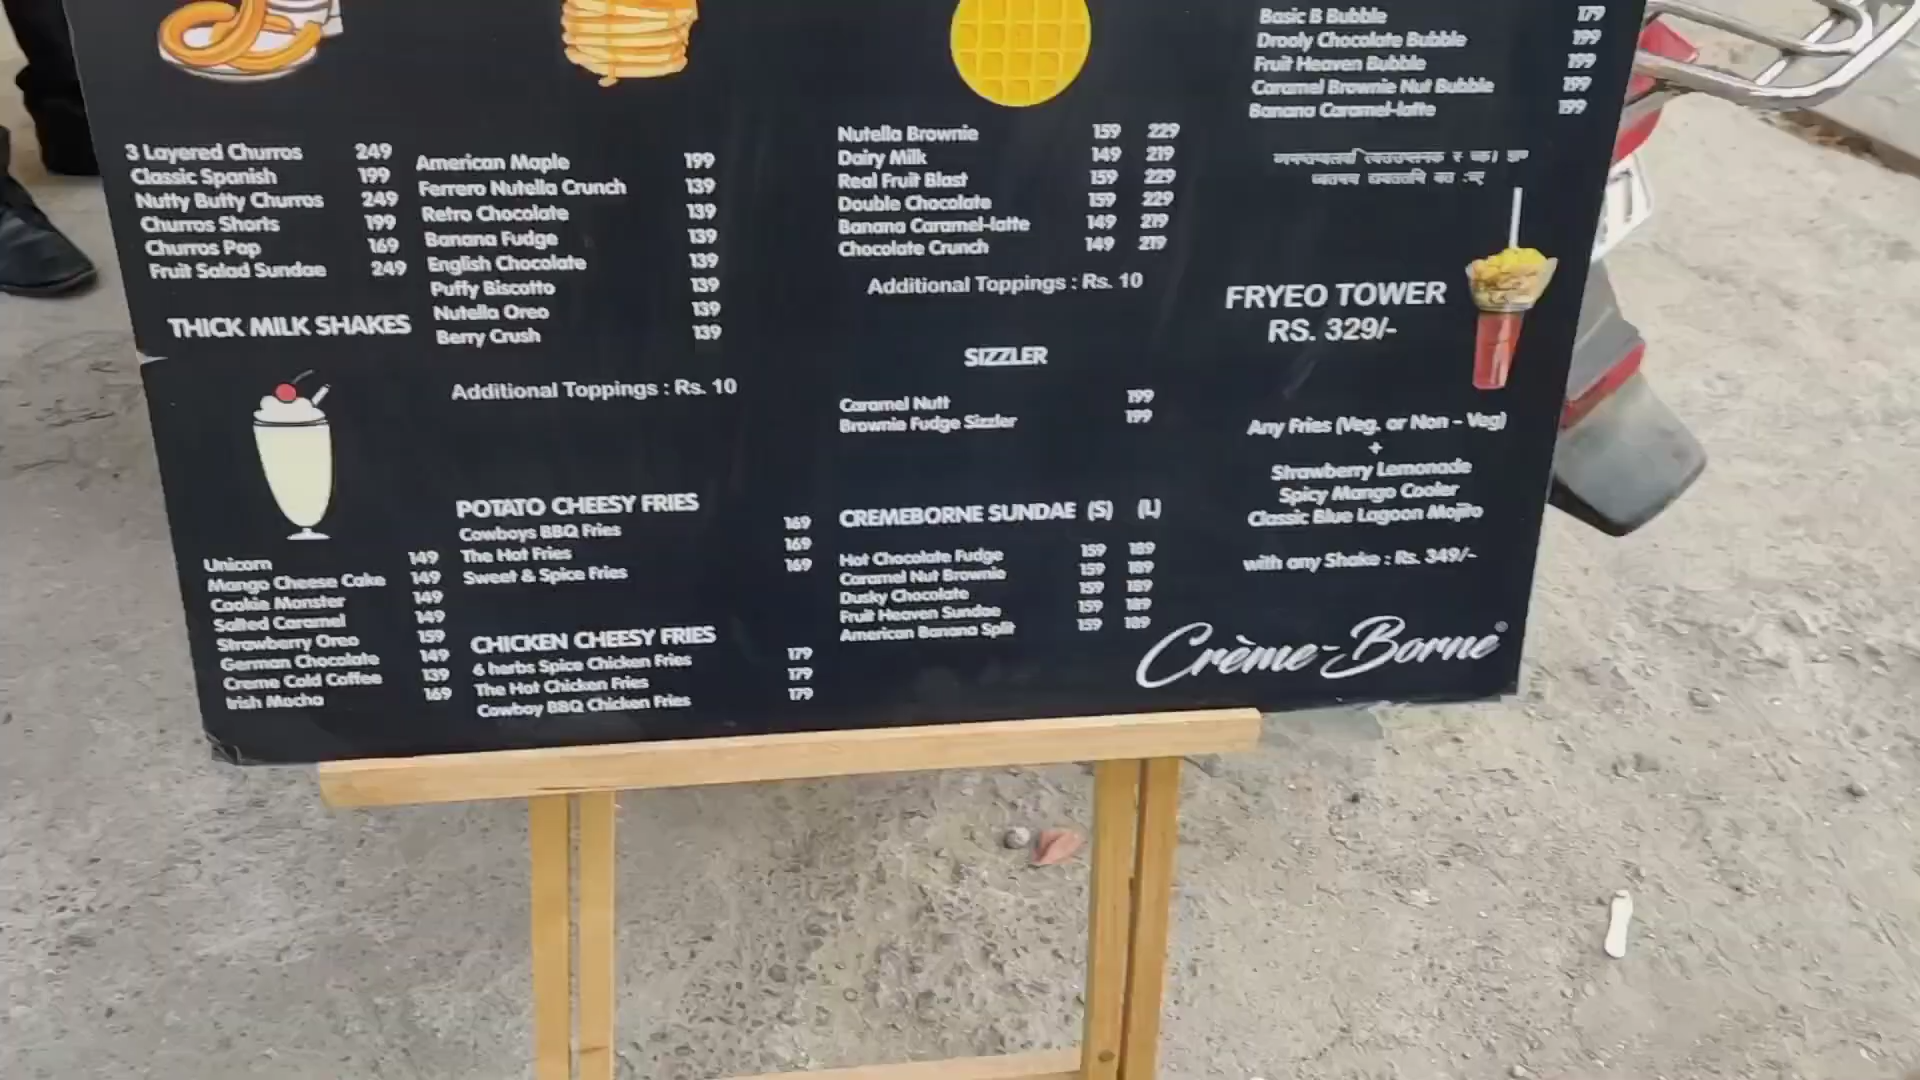 3 Layered Churros 249
Classic Spanish 199
Nutty Butty Churros 249
Churros Shorts 199
Churros Pop 169
Fruit Salad Sundae 249
THICK MILK SHAKES
Unicorn 149
Mango Cheese Cake 149
Cookie Monster 149
Salted Caramel 149
Strawberry Oreo 159
German Chocolate 149
Creme Cold Coffee 139
Irish Mocha 169
American Maple 199
Ferrero Nutella Crunch 139
Retro Chocolate 139
Banana Fudge 139
English Chocolate 139
Puffy Biscotto 139
Nutella Oreo 139
Berry Crush 139
Additional Toppings : Rs. 10
POTATO CHEESY FRIES
Cowboys BBQ Fries 169
The Hot Fries 169
Sweet & Spice Fries 169
CHICKEN CHEESY FRIES
6 herbs Spice Chicken Fries 179
The Hot Chicken Fries 179
Cowboy BBQ Chicken Fries 179
Nutella Brownie 159 229
Dairy Milk 149 219
Real Fruit Blast 159 229
Double Chocolate 159 229
Banana Caramel-latte 149 219
Chocolate Crunch 149 219
Additional Toppings : Rs. 10
SIZZLER
Caramel Nutt 199
Brownie Fudge Sizzler 199
CREMEBORNE SUNDAE (S) (L)
Hot Chocolate Fudge 159 189
Caramel Nut Brownie 159 189
Dusky Chocolate 159 189
Fruit Heaven Sundae 159 189
American Banana Split 159 189
Basic B Bubble 179
Drooly Chocolate Bubble 199
Fruit Heaven Bubble 199
Caramel Brownie Nut Bubble 199
Banana Caramel-latte 199
FRYEO TOWER
RS. 329/-
Any Fries (Veg. or Non - Veg)
+
Strawberry Lemonade
Spicy Mango Cooler
Classic Blue Lagoon Mojito
with any Shake : Rs. 349/-
Crème-Borne®